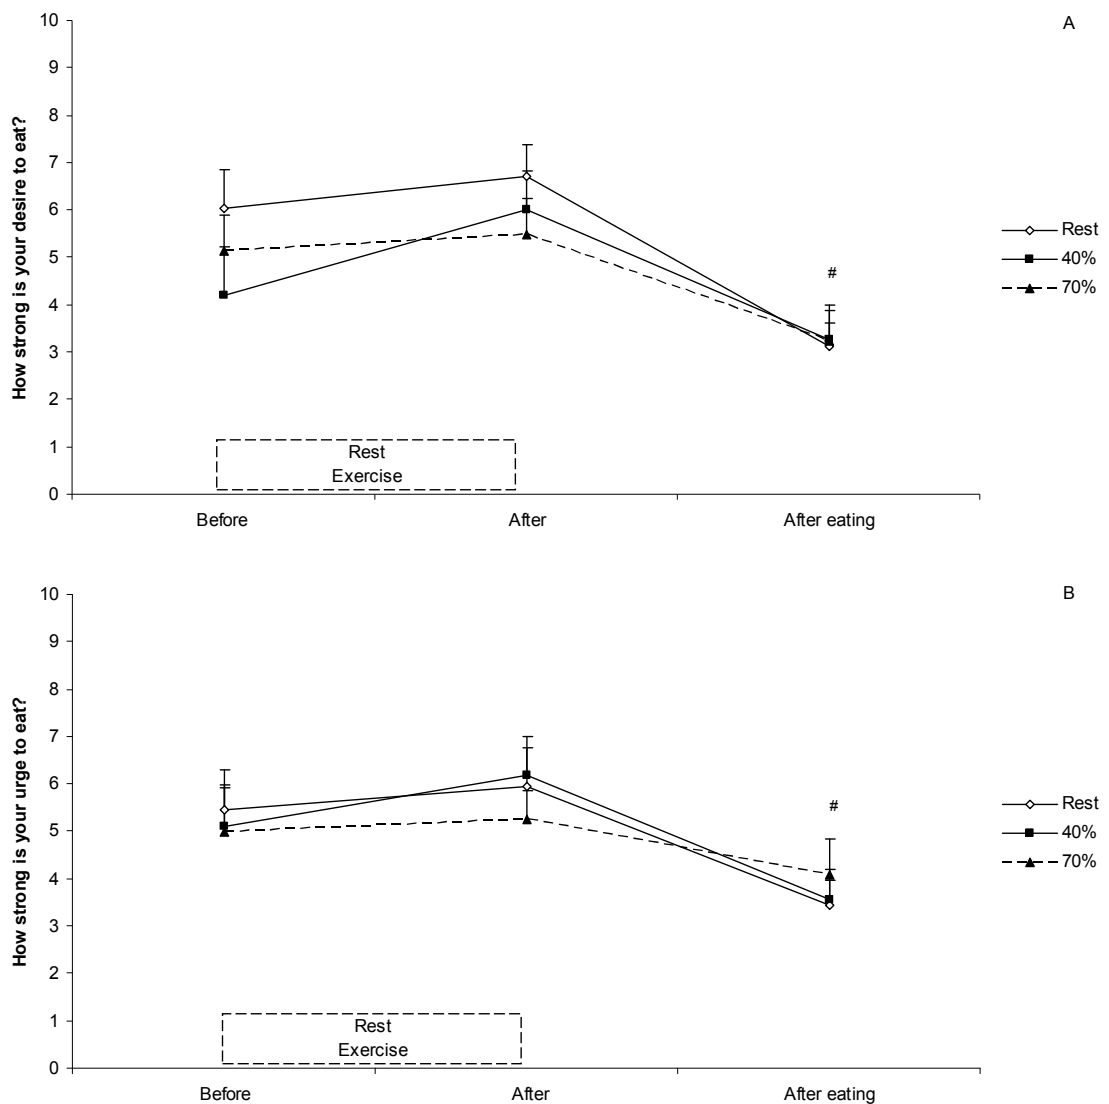 A
10
9
8
7
6
5
4
3
2
1
0
How strong is your desire to eat?
#
Rest
40%
70%
Rest
Exercise
Before After After eating
B
10
9
8
7
6
5
4
3
2
1
0
How strong is your urge to eat?
#
Rest
40%
70%
Rest
Exercise
Before After After eating